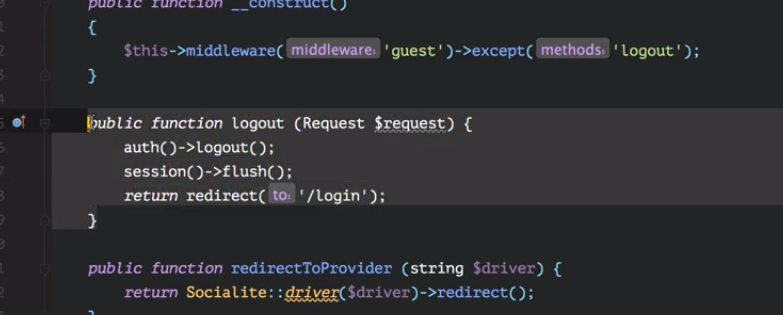 public function __construct()
{
$this->middleware( middleware: 'guest')->except( methods: 'logout');
}
public function logout (Request $request) {
auth()->logout();
session()->flush();
return redirect( to: '/login');
}
public function redirectToProvider (string $driver) {
return Socialite::driver($driver)->redirect();
}